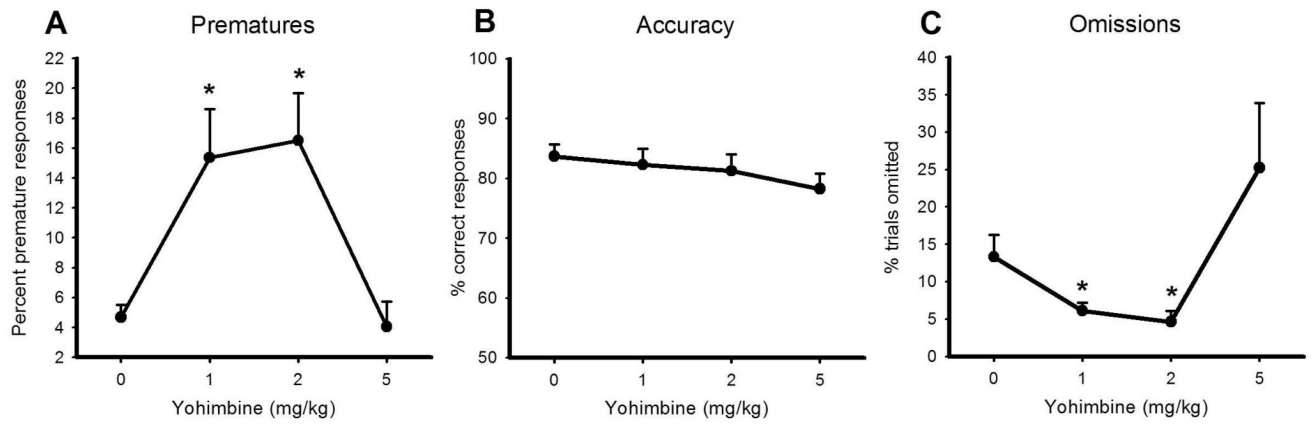 A
Prematures
Percent premature responses
22
20
18
16
14
12
10
8
6
4
2
*
*
0 1 2 5
Yohimbine (mg/kg)
B
Accuracy
% correct responses
100
90
80
70
60
50
0 1 2 5
Yohimbine (mg/kg)
C
Omissions
% trials omitted
40
35
30
25
20
15
10
5
0
*
*
0 1 2 5
Yohimbine (mg/kg)